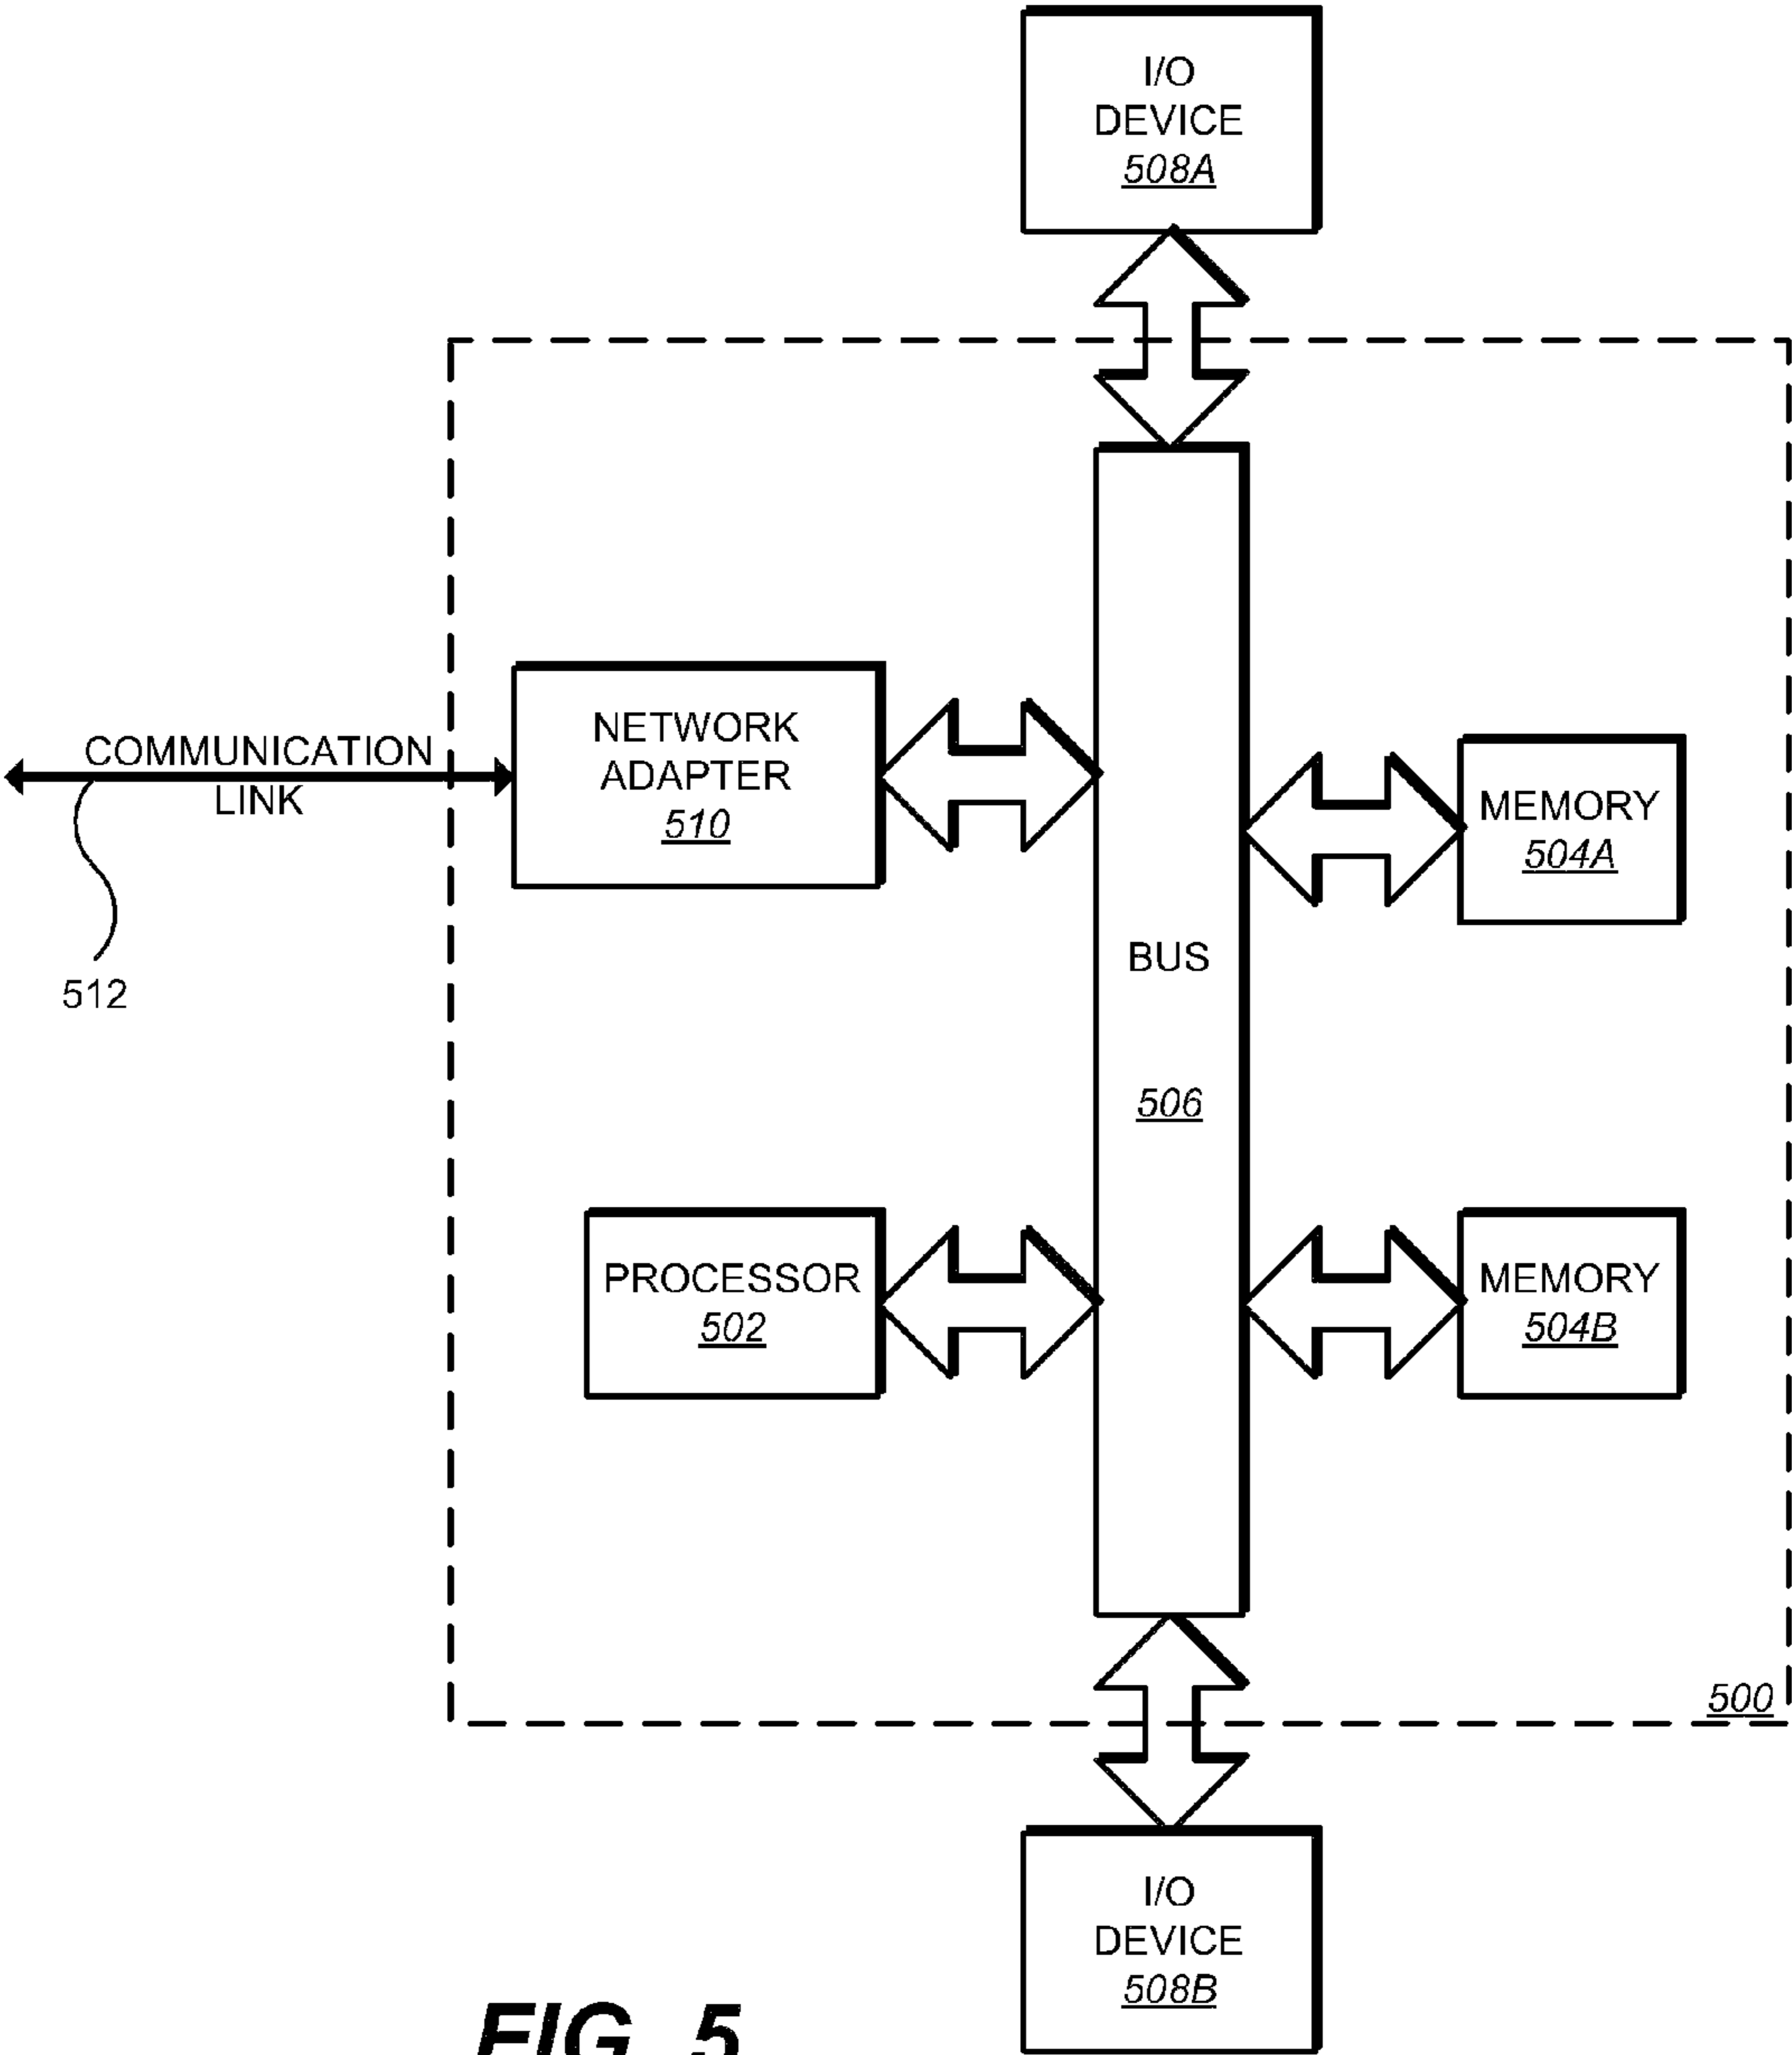 I/O
DEVICE
508A
COMMUNICATION
LINK
512
NETWORK
ADAPTER
510
MEMORY
504A
BUS
506
PROCESSOR
502
MEMORY
504B
500
I/O
DEVICE
508B
FIG. 5